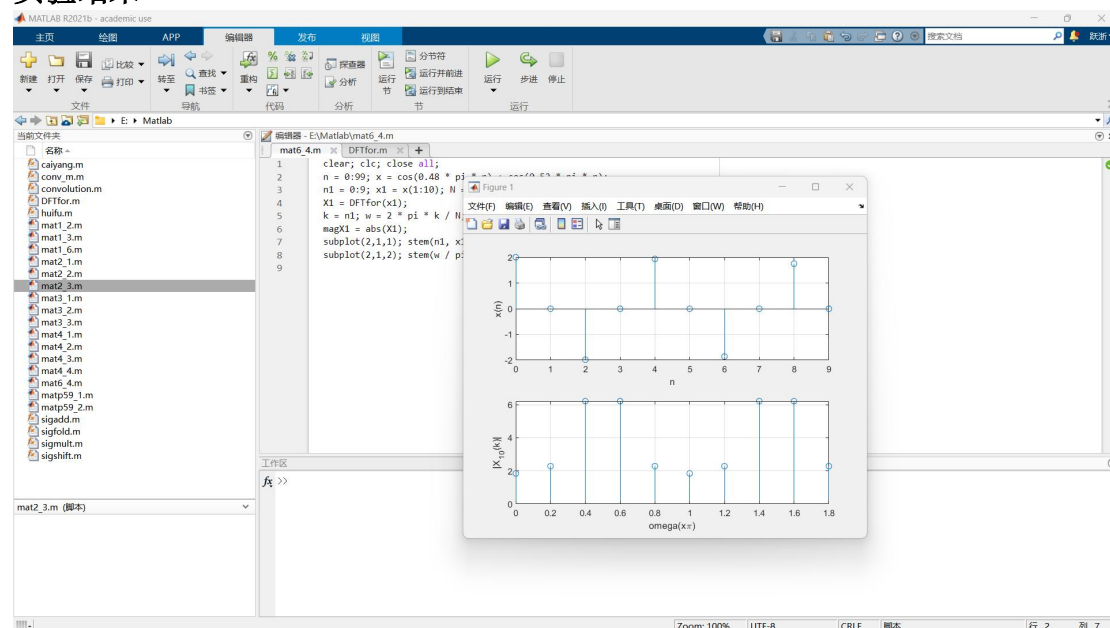 MATLAB R2021b - academic use
主页 绘图 APP 编辑器 发布 视图 搜索文档
新建 打开 保存 比较 打印 转至 查找 书签 重构 探查器 分析 运行节 分节符 运行并前进 运行到结束 运行 步进 停止
文件 导航 代码 分析 节 运行
E: Matlab
当前文件夹
名称
caiyang.m
conv_m.m
convolution.m
DFTfor.m
huifu.m
mat1_2.m
mat1_3.m
mat1_6.m
mat2_1.m
mat2_2.m
mat2_3.m
mat3_1.m
mat3_2.m
mat3_3.m
mat4_1.m
mat4_2.m
mat4_3.m
mat4_4.m
mat6_4.m
matp59_1.m
matp59_2.m
sigadd.m
sigfold.m
sigmult.m
sigshift.m
mat2_3.m (脚本)
编辑器 - E:\Matlab\mat6_4.m
mat6_4.m DFTfor.m
1 clear; clc; close all;
2 n = 0:99; x = cos(0.48 * pi
3 n1 = 0:9; x1 = x(1:10); N
4 X1 = DFTfor(x1);
5 k = n1; w = 2 * pi * k / N
6 magX1 = abs(X1);
7 subplot(2,1,1); stem(n1, x
8 subplot(2,1,2); stem(w / p
9
Figure 1
文件(F) 编辑(E) 查看(V) 插入(I) 工具(T) 桌面(D) 窗口(W) 帮助(H)
2
1
0
-1
-2
x(n)
0 1 2 3 4 5 6 7 8 9
n
6
4
2
0
|X10(k)|
0 0.2 0.4 0.6 0.8 1 1.2 1.4 1.6 1.8
omega(xπ)
工作区
fx >>
Zoom: 100% UTF-8 CRLF 脚本 行 2 列 7